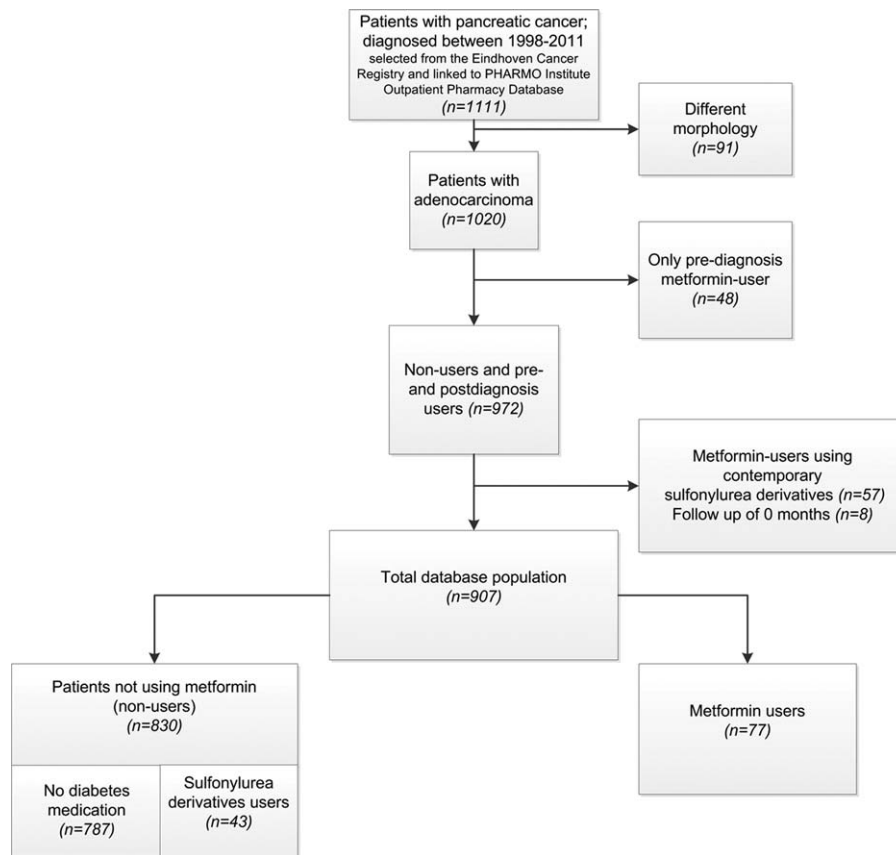 Patients with pancreatic cancer;
diagnosed between 1998-2011
selected from the Eindhoven Cancer
Registry and linked to PHARMO Institute
Outpatient Pharmacy Database
(n=1111)
Different
morphology
(n=91)
Patients with
adenocarcinoma
(n=1020)
Only pre-diagnosis
metformin-user
(n=48)
Non-users and pre-
and postdiagnosis
users (n=972)
Metformin-users using
contemporary
sulfonylurea derivatives (n=57)
Follow up of 0 months (n=8)
Total database population
(n=907)
Patients not using metformin
(non-users)
(n=830)
Metformin users
(n=77)
No diabetes
medication
(n=787)
Sulfonylurea
derivatives users
(n=43)